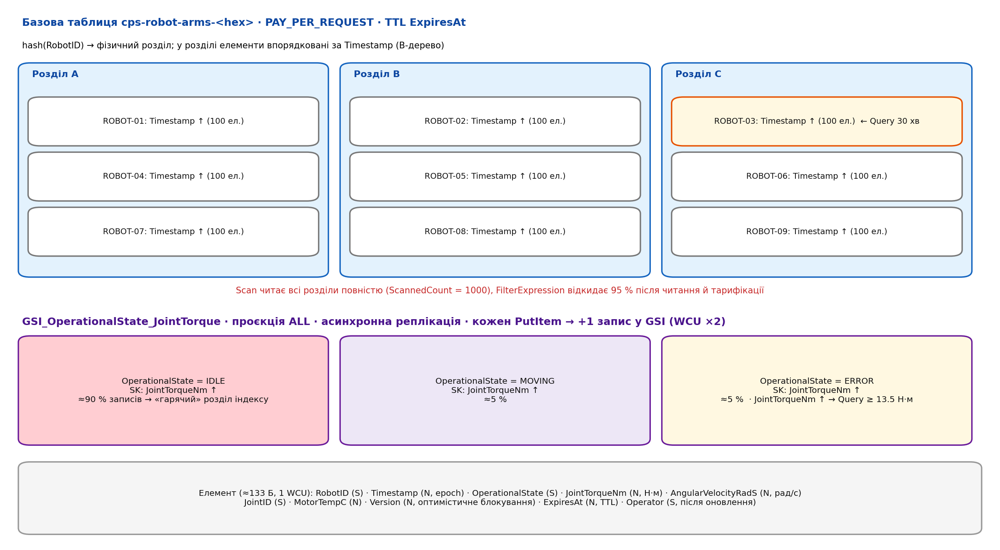 Базова таблиця cps-robot-arms-<hex> · PAY_PER_REQUEST · TTL ExpiresAt
hash(RobotID) → фізичний розділ; у розділі елементи впорядковані за Timestamp (B-дерево)
Розділ A
ROBOT-01: Timestamp ↑ (100 ел.)
ROBOT-04: Timestamp ↑ (100 ел.)
ROBOT-07: Timestamp ↑ (100 ел.)
Розділ B
ROBOT-02: Timestamp ↑ (100 ел.)
ROBOT-05: Timestamp ↑ (100 ел.)
ROBOT-08: Timestamp ↑ (100 ел.)
Розділ C
ROBOT-03: Timestamp ↑ (100 ел.) ← Query 30 хв
ROBOT-06: Timestamp ↑ (100 ел.)
ROBOT-09: Timestamp ↑ (100 ел.)
Scan читає всі розділи повністю (ScannedCount = 1000), FilterExpression відкидає 95 % після читання й тарифікації
GSI_OperationalState_JointTorque · проєкція ALL · асинхронна реплікація · кожен PutItem → +1 запис у GSI (WCU ×2)
OperationalState = IDLE
SK: JointTorqueNm ↑
≈90 % записів → «гарячий» розділ індексу
OperationalState = MOVING
SK: JointTorqueNm ↑
≈5 %
OperationalState = ERROR
SK: JointTorqueNm ↑
≈5 % · JointTorqueNm ↑ → Query ≥ 13.5 Н·м
Елемент (≈133 Б, 1 WCU): RobotID (S) · Timestamp (N, epoch) · OperationalState (S) · JointTorqueNm (N, Н·м) · AngularVelocityRadS (N, рад/с)
JointID (S) · MotorTempC (N) · Version (N, оптимістичне блокування) · ExpiresAt (N, TTL) · Operator (S, після оновлення)